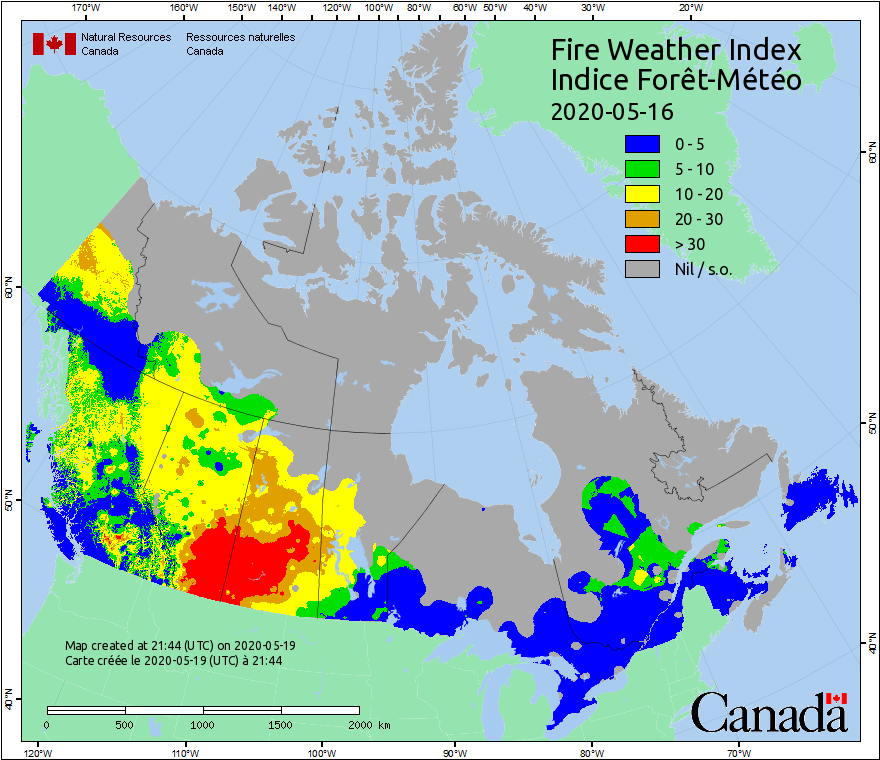 170°W 160°W 150°W 140°W 130°W 120°W 110°W 100°W 90°W 80°W 70°W 60°W 50°W 40°W 30°W 20°W
Natural Resources Ressources naturelles
Canada Canada
Fire Weather Index
Indice Forêt-Météo
2020-05-16
0 - 5
5 - 10
10 - 20
20 - 30
> 30
Nil / s.o.
60°N
60°N
50°N
50°N
40°N
40°N
Map created at 21:44 (UTC) on 2020-05-19
Carte créée le 2020-05-19 (UTC) à 21:44
0 500 1000 1500 2000 km
Canada
120°W 110°W 100°W 90°W 80°W 70°W